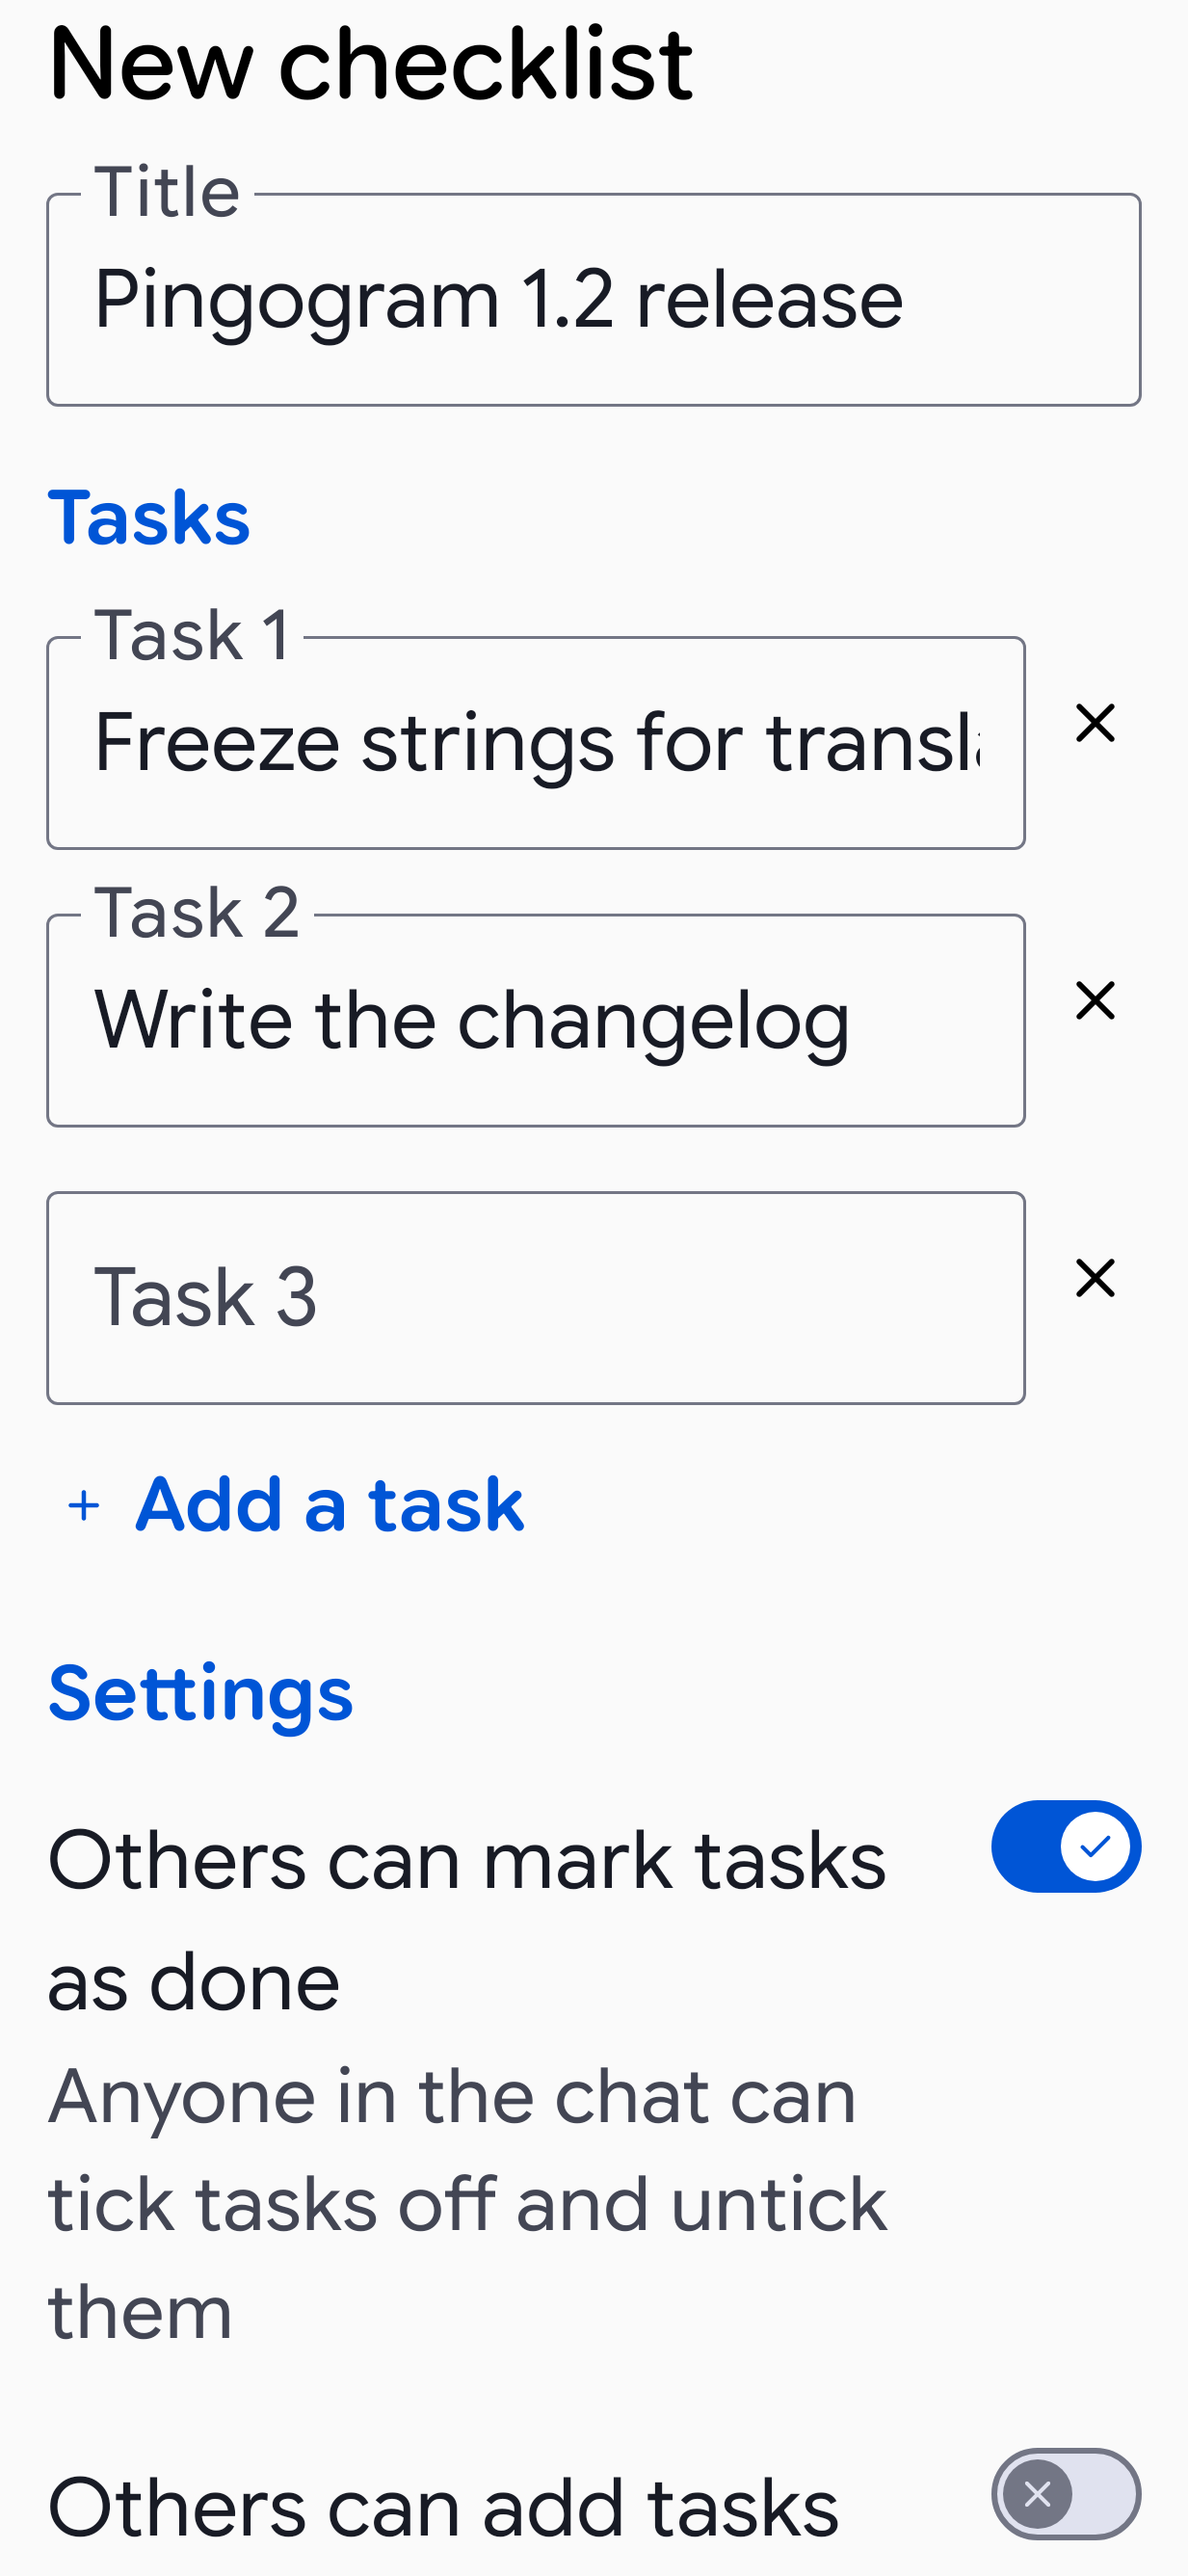 New checklist
Title
Pingogram 1.2 release
Tasks
Task 1
Freeze strings for transl
Task 2
Write the changelog
Task 3
+ Add a task
Settings
Others can mark tasks
as done
Anyone in the chat can
tick tasks off and untick
them
Others can add tasks